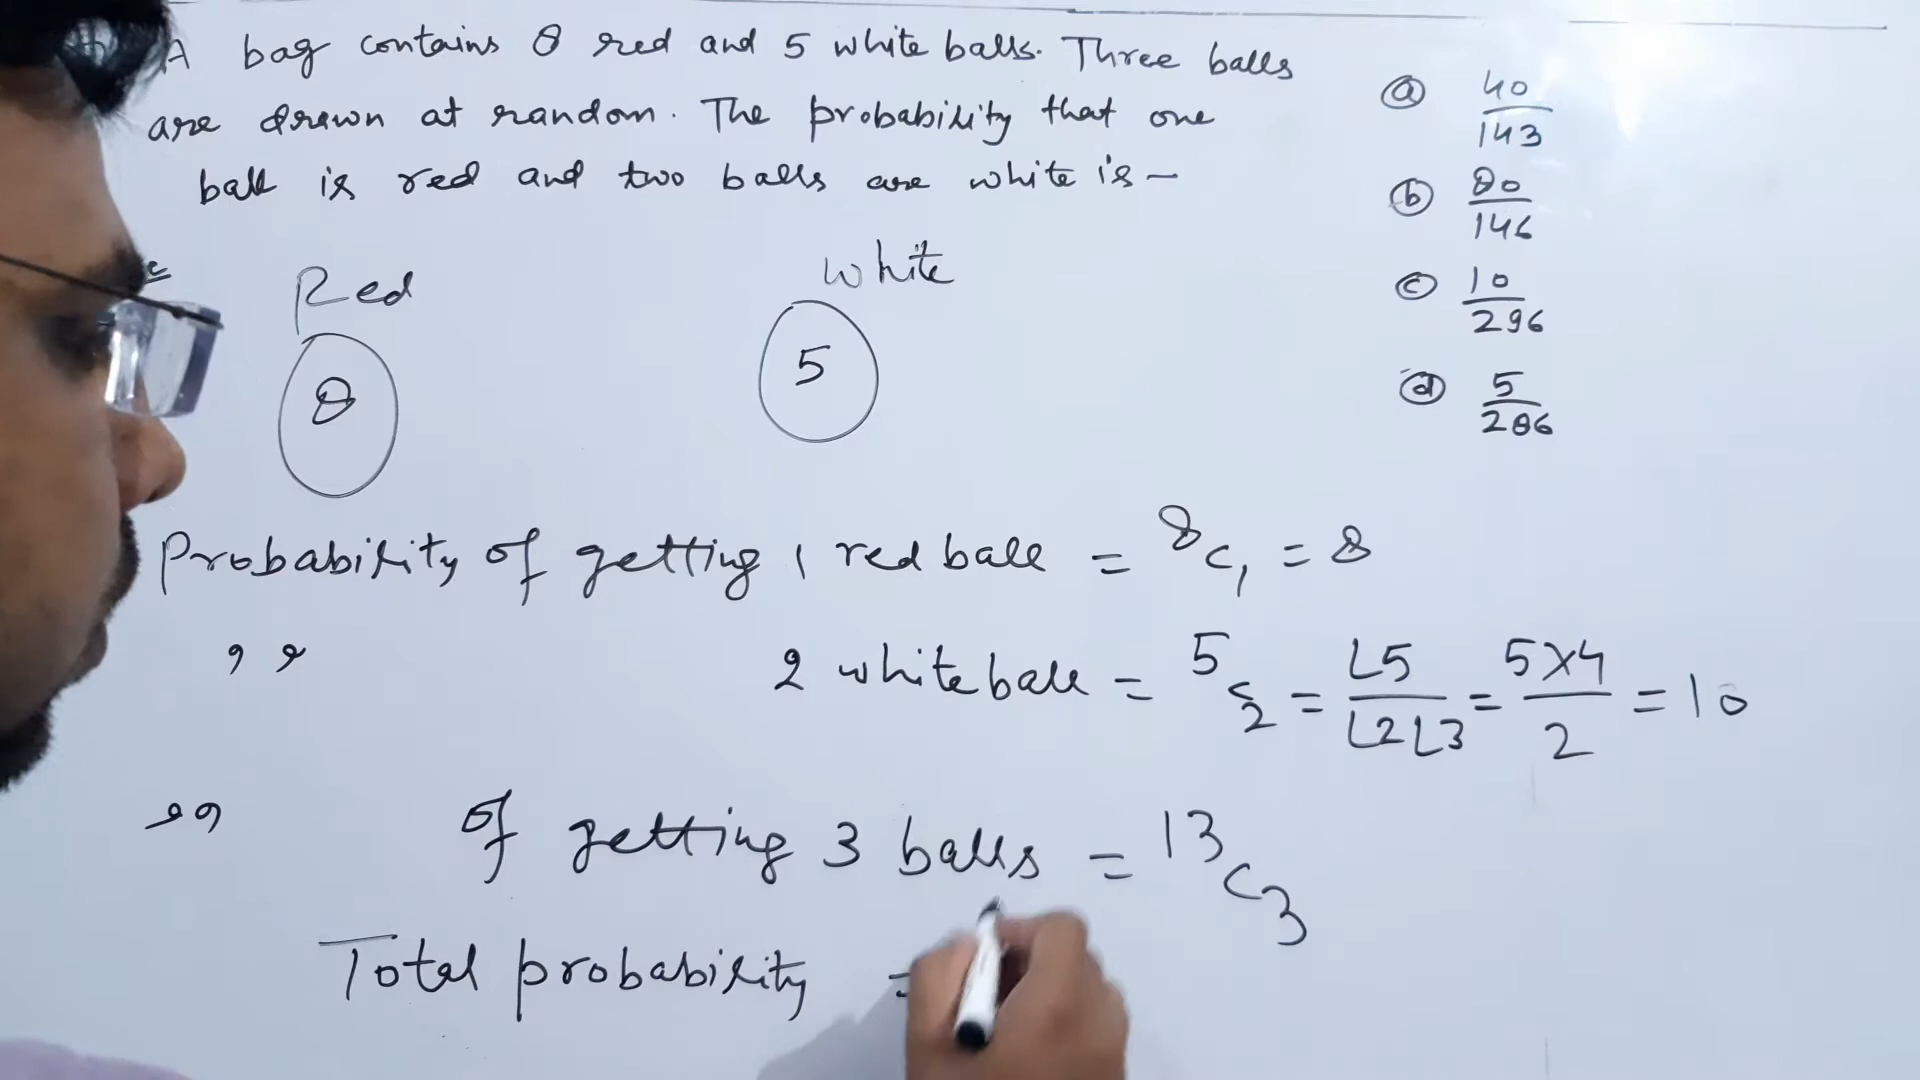 A bag contains 8 red and 5 white balls. Three balls
are drawn at random. The probability that one
ball is red and two balls are white is -
(a) 40/143
(b) 80/146
(c) 10/296
(d) 5/286
Red
White
8
5
Probability of getting 1 red ball = 8C1 = 8
,, 2 white ball = 5C2 = ⌊5/⌊2⌊3 = 5×4/2 = 10
,, of getting 3 balls = 13C3
Total probability =